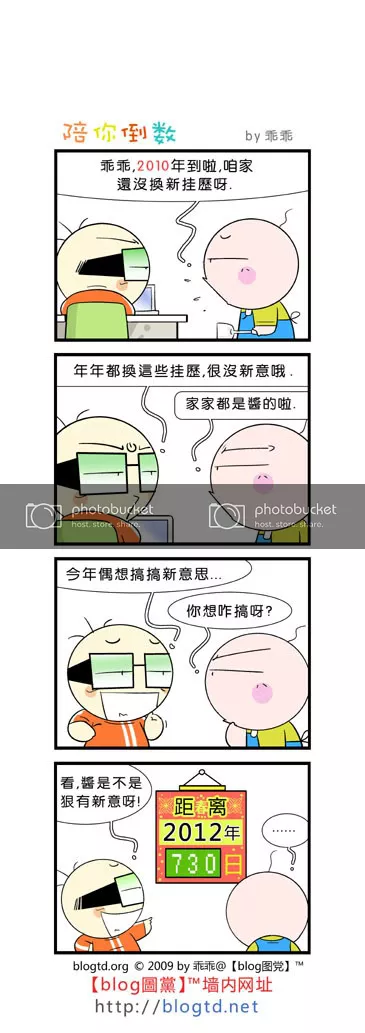 陪你倒数
by 乖乖
乖乖,2010年到啦,咱家
還沒換新挂歷呀.
年年都換這些挂歷,很沒新意哦.
家家都是醬的啦.
photobucket
host. store. share.
photobucket
host. store. share.
今年偶想搞搞新意思...
你想咋搞呀?
看,醬是不是
狠有新意呀!
距离
春
2012年
730日
......
blogtd.org © 2009 by 乖乖@【blog图党】™
【blog圖黨】™墙内网址
http://blogtd.net